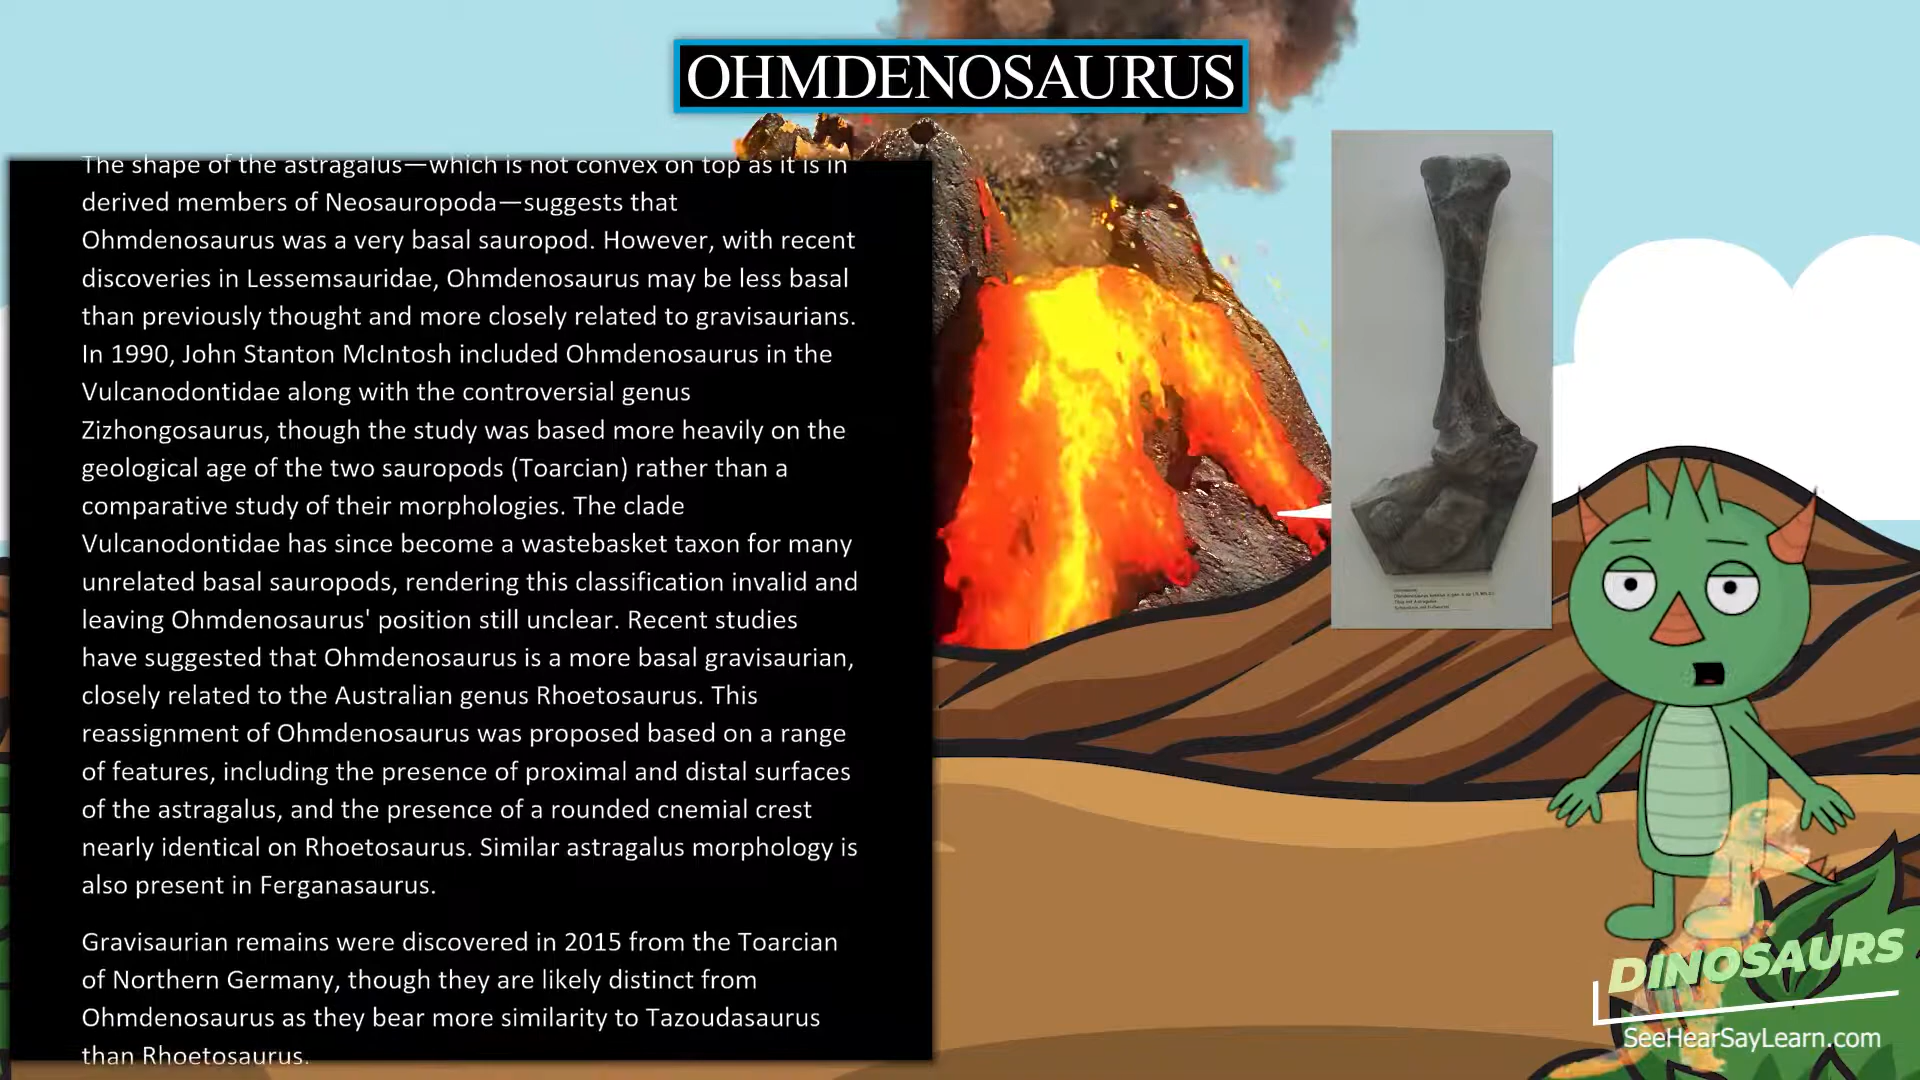 OHMDENOSAURUS
The shape of the astragalus—which is not convex on top as it is in
derived members of Neosauropoda—suggests that
Ohmdenosaurus was a very basal sauropod. However, with recent
discoveries in Lessemsauridae, Ohmdenosaurus may be less basal
than previously thought and more closely related to gravisaurians.
In 1990, John Stanton McIntosh included Ohmdenosaurus in the
Vulcanodontidae along with the controversial genus
Zizhongosaurus, though the study was based more heavily on the
geological age of the two sauropods (Toarcian) rather than a
comparative study of their morphologies. The clade
Vulcanodontidae has since become a wastebasket taxon for many
unrelated basal sauropods, rendering this classification invalid and
leaving Ohmdenosaurus' position still unclear. Recent studies
have suggested that Ohmdenosaurus is a more basal gravisaurian,
closely related to the Australian genus Rhoetosaurus. This
reassignment of Ohmdenosaurus was proposed based on a range
of features, including the presence of proximal and distal surfaces
of the astragalus, and the presence of a rounded cnemial crest
nearly identical on Rhoetosaurus. Similar astragalus morphology is
also present in Ferganasaurus.
Gravisaurian remains were discovered in 2015 from the Toarcian
of Northern Germany, though they are likely distinct from
Ohmdenosaurus as they bear more similarity to Tazoudasaurus
than Rhoetosaurus.
DINOSAURS
SeeHearSayLearn.com